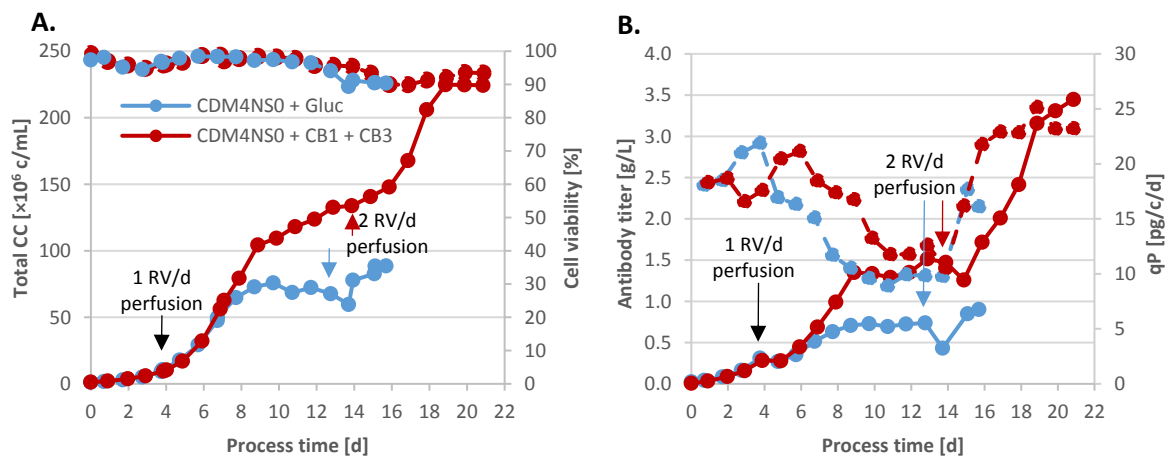 A.
250
200
150
100
50
0
Total CC [×10⁶ c/mL]
100
90
80
70
60
50
40
30
20
10
0
Cell viability [%]
CDM4NS0 + Gluc
CDM4NS0 + CB1 + CB3
1 RV/d
perfusion
2 RV/d
perfusion
0 2 4 6 8 10 12 14 16 18 20 22
Process time [d]
B.
4.0
3.5
3.0
2.5
2.0
1.5
1.0
0.5
0.0
Antibody titer [g/L]
30
25
20
15
10
5
0
qP [pg/c/d]
2 RV/d
perfusion
1 RV/d
perfusion
0 2 4 6 8 10 12 14 16 18 20 22
Process time [d]